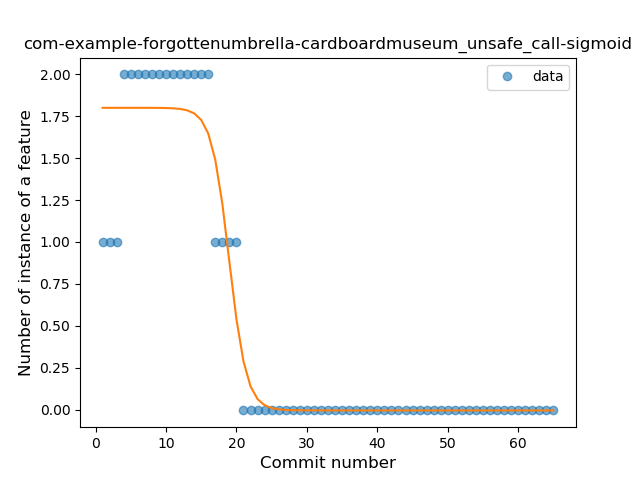 com-example-forgottenumbrella-cardboardmuseum_unsafe_call-sigmoid
data
Number of instance of a feature
2.00
1.75
1.50
1.25
1.00
0.75
0.50
0.25
0.00
0 10 20 30 40 50 60
Commit number